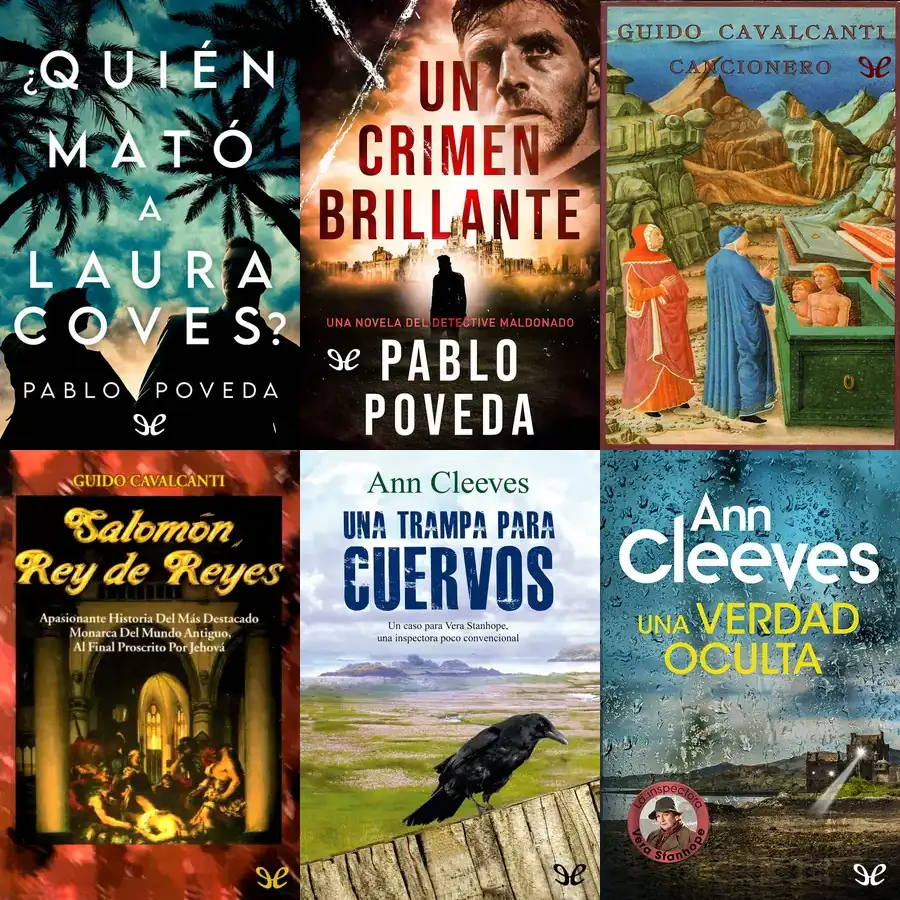 ¿QUIÉN
MATÓ
A
LAURA
COVES?
PABLO POVEDA
UN
CRIMEN
BRILLANTE
UNA NOVELA DEL DETECTIVE MALDONADO
PABLO
POVEDA
GUIDO CAVALCANTI
CANCIONERO
GUIDO CAVALCANTI
Salomón
Rey de Reyes
Apasionante Historia Del Más Destacado
Monarca Del Mundo Antiguo,
Al Final Proscrito Por Jehová
Ann Cleeves
UNA TRAMPA PARA
CUERVOS
Un caso para Vera Stanhope,
una inspectora poco convencional
Ann
Cleeves
UNA VERDAD
OCULTA
La inspectora
Vera Stanhope